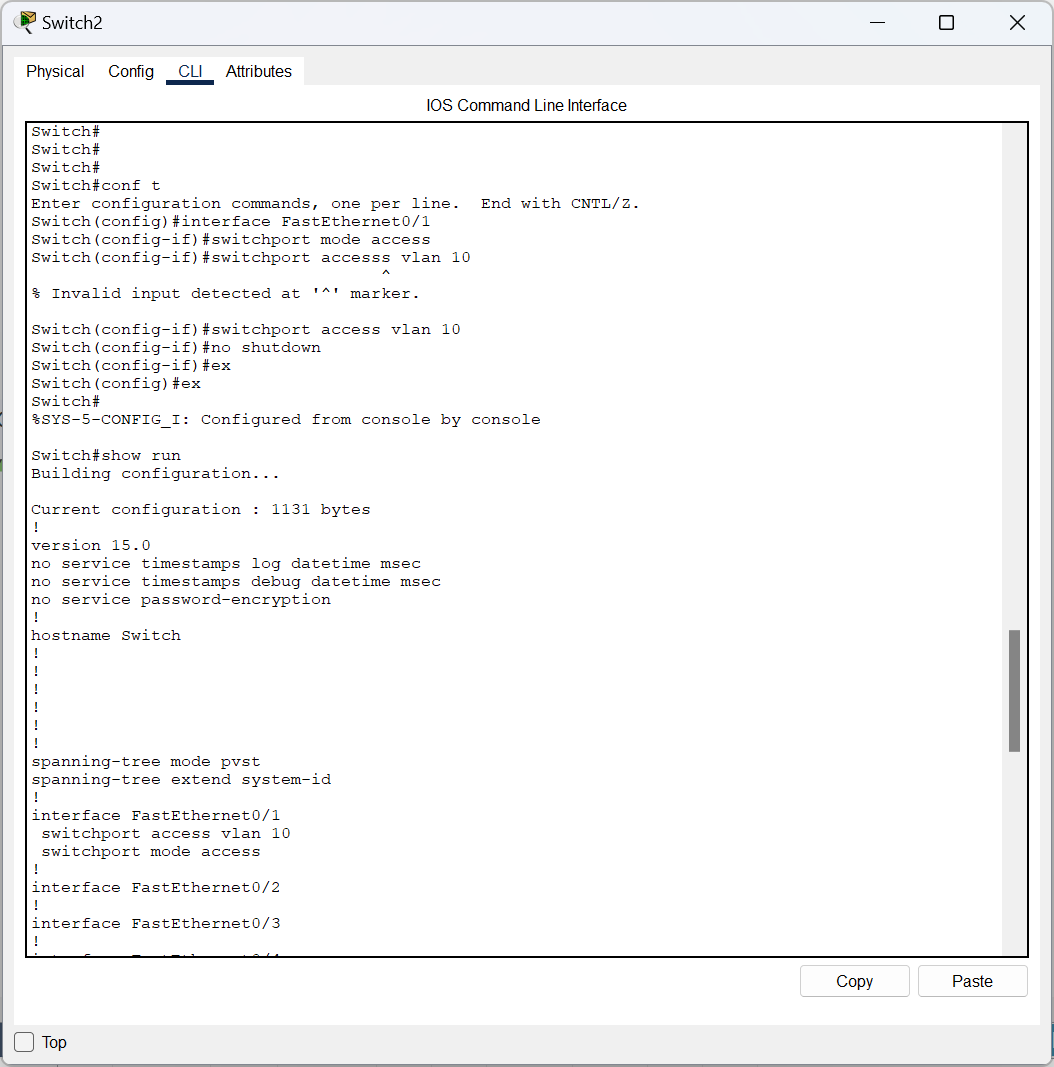 Switch2
Physical Config CLI Attributes
IOS Command Line Interface
Switch#
Switch#
Switch#
Switch#conf t
Enter configuration commands, one per line.  End with CNTL/Z.
Switch(config)#interface FastEthernet0/1
Switch(config-if)#switchport mode access
Switch(config-if)#switchport accesss vlan 10
^
% Invalid input detected at '^' marker.
Switch(config-if)#switchport access vlan 10
Switch(config-if)#no shutdown
Switch(config-if)#ex
Switch(config)#ex
Switch#
%SYS-5-CONFIG_I: Configured from console by console
Switch#show run
Building configuration...
Current configuration : 1131 bytes
!
version 15.0
no service timestamps log datetime msec
no service timestamps debug datetime msec
no service password-encryption
!
hostname Switch
!
!
!
!
!
!
spanning-tree mode pvst
spanning-tree extend system-id
!
interface FastEthernet0/1
 switchport access vlan 10
 switchport mode access
!
interface FastEthernet0/2
!
interface FastEthernet0/3
!
Copy Paste
Top